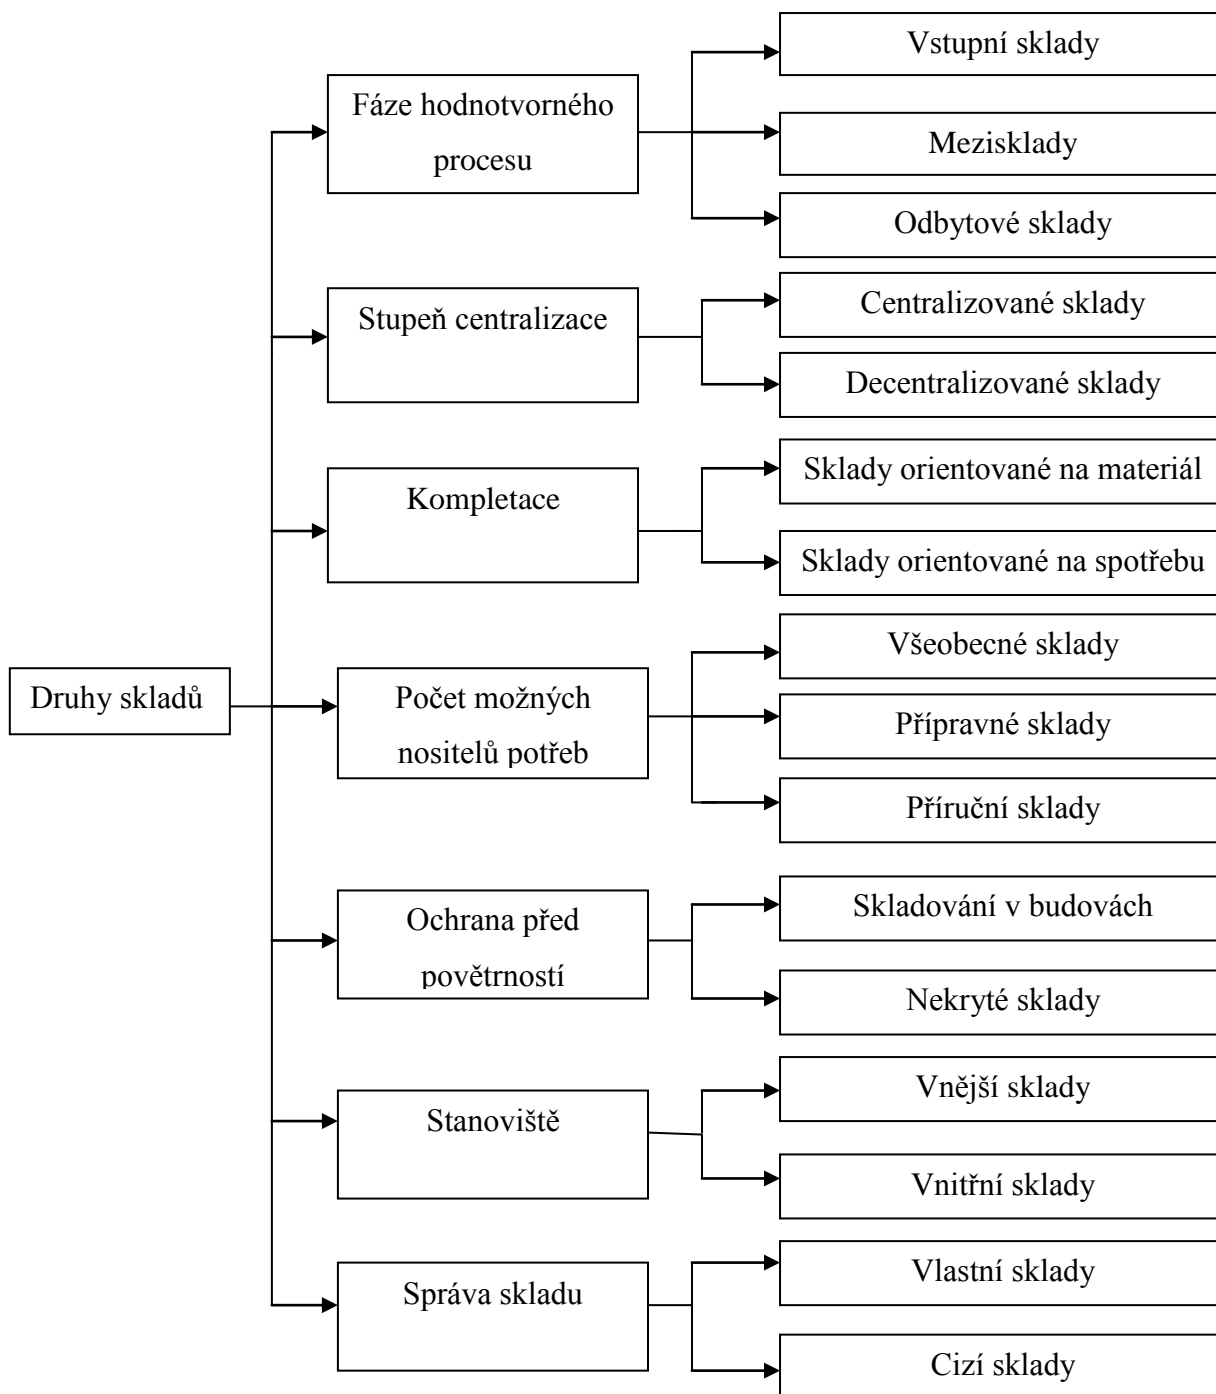 Druhy skladů
Fáze hodnotvorného
procesu
Vstupní sklady
Mezisklady
Odbytové sklady
Stupeň centralizace
Centralizované sklady
Decentralizované sklady
Kompletace
Sklady orientované na materiál
Sklady orientované na spotřebu
Počet možných
nositelů potřeb
Všeobecné sklady
Přípravné sklady
Příruční sklady
Ochrana před
povětrností
Skladování v budovách
Nekryté sklady
Stanoviště
Vnější sklady
Vnitřní sklady
Správa skladu
Vlastní sklady
Cizí sklady